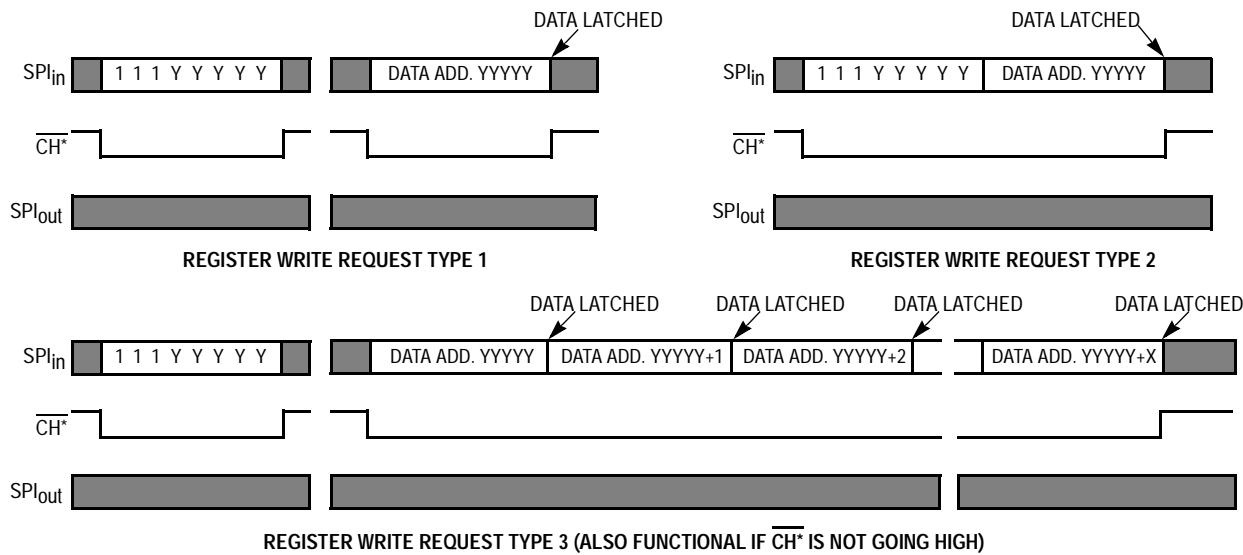 DATA LATCHED
SPIin 1 1 1 Y Y Y Y Y DATA ADD. YYYYY
CH*
SPIout
REGISTER WRITE REQUEST TYPE 1
DATA LATCHED
SPIin 1 1 1 Y Y Y Y Y DATA ADD. YYYYY
CH*
SPIout
REGISTER WRITE REQUEST TYPE 2
DATA LATCHED DATA LATCHED DATA LATCHED DATA LATCHED
SPIin 1 1 1 Y Y Y Y Y DATA ADD. YYYYY DATA ADD. YYYYY+1 DATA ADD. YYYYY+2 DATA ADD. YYYYY+X
CH*
SPIout
REGISTER WRITE REQUEST TYPE 3 (ALSO FUNCTIONAL IF CH* IS NOT GOING HIGH)